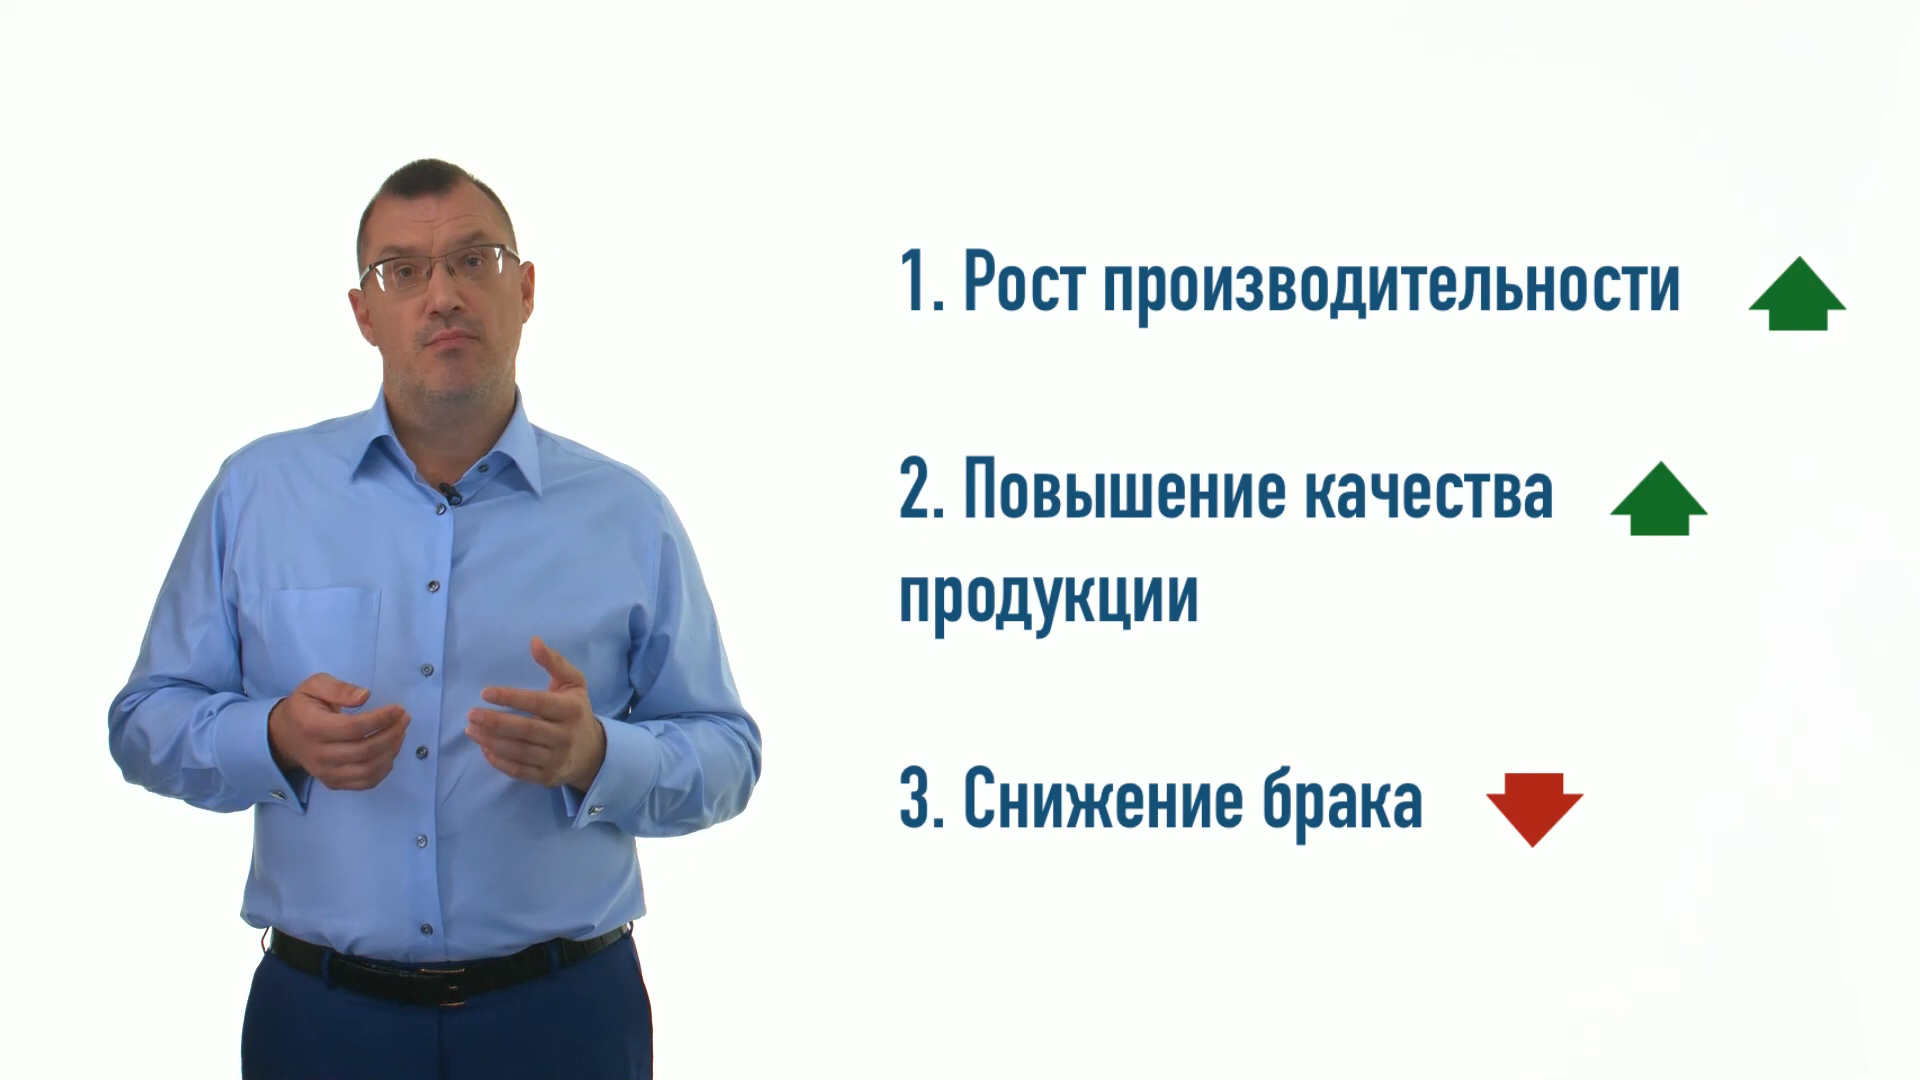 1. Рост производительности
2. Повышение качества
продукции
3. Снижение брака